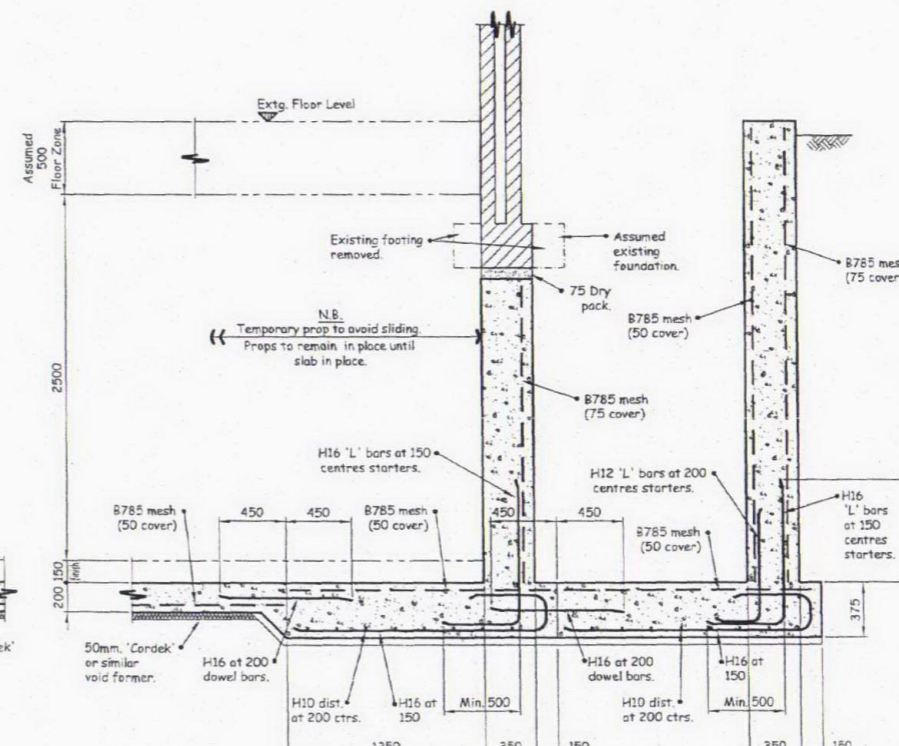 Extg. Floor Level
Assumed
500
Floor Zone
Existing footing
removed.
Assumed
existing
foundation.
75 Dry
pack.
B785 mesh
(50 cover)
B785 mes
(75 cover
N.B.
Temporary prop to avoid sliding.
Props to remain in place until
slab in place.
2500
B785 mesh
(75 cover)
H16 'L' bars at 150
centres starters.
H12 'L' bars at 200
centres starters.
H16
'L' bars
at 150
centres
starters.
B785 mesh
(50 cover)
450
450
B785 mesh
(50 cover)
450
450
B785 mesh
(50 cover)
150
200
375
ek'
50mm. 'Cordek'
or similar
void former.
H16 at 200
dowel bars.
H10 dist.
at 200 ctrs.
H16 at
150
Min. 500
H16 at 200
dowel bars.
H10 dist.
at 200 ctrs.
H16 at
150
Min. 500
350
150
350
150